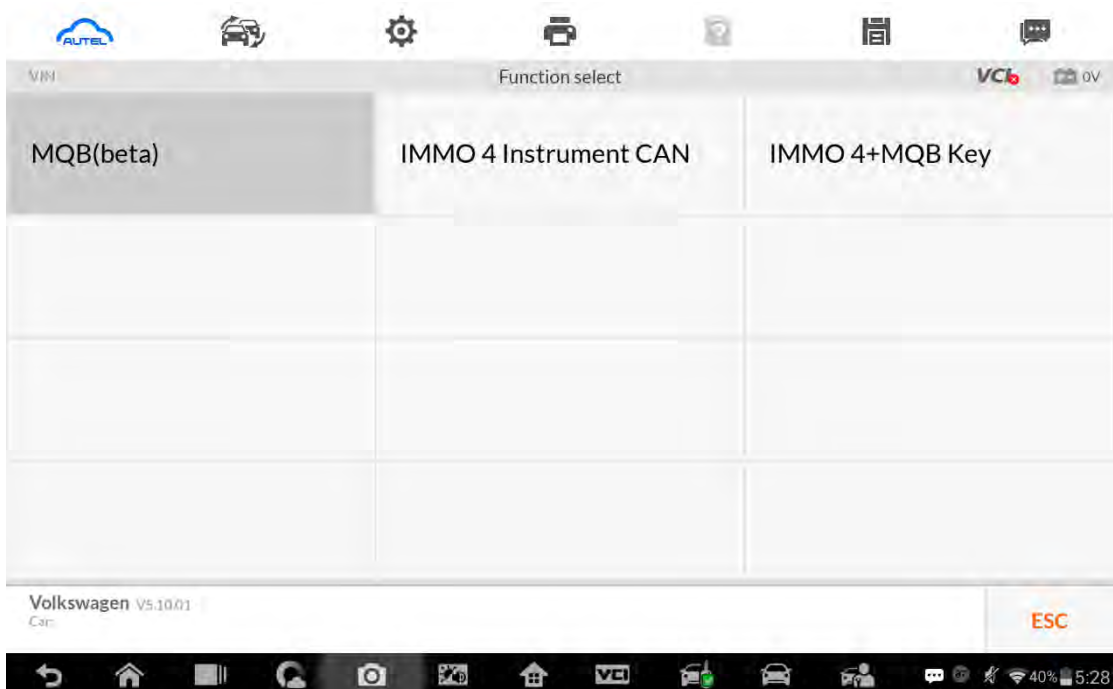 AUTEL
VIN
Function select
VCI
0V
MQB(beta)
IMMO 4 Instrument CAN
IMMO 4+MQB Key
Volkswagen V5.10.01
Car:
ESC
VCI
40% 5:28